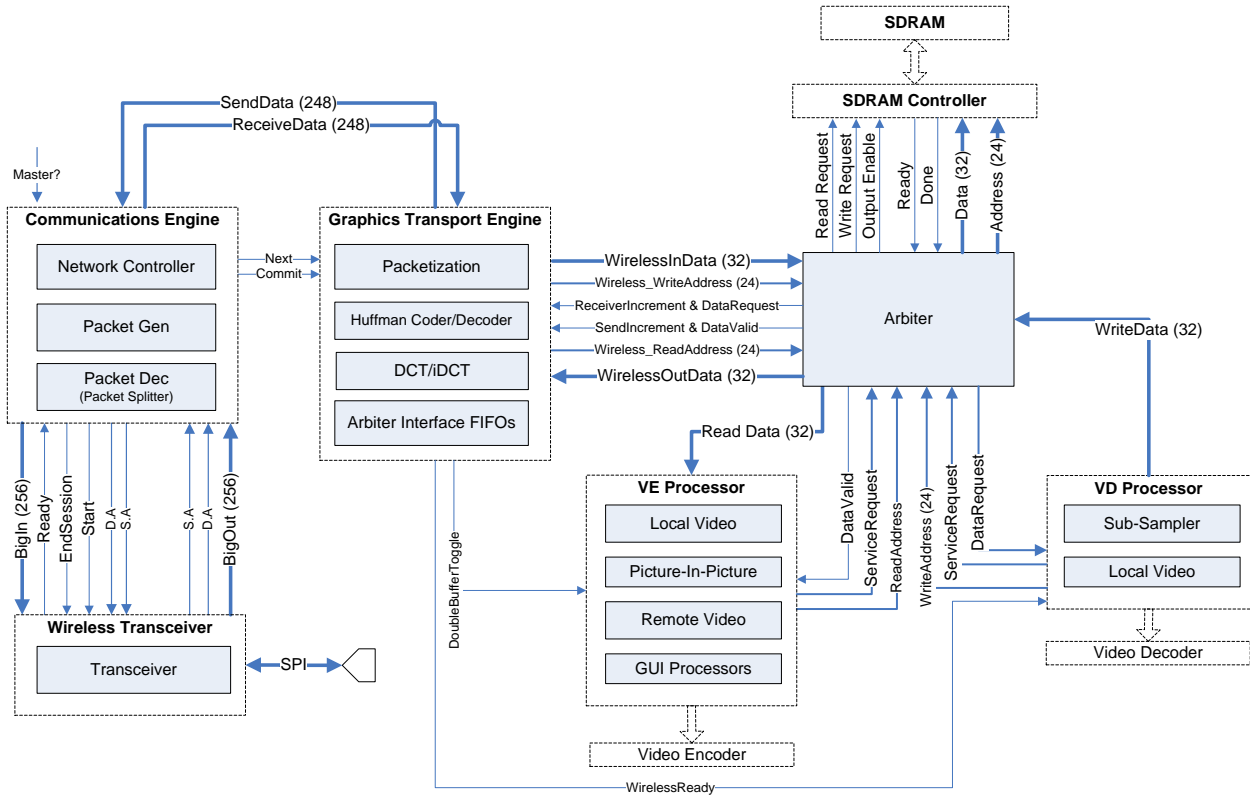 SDRAM
SDRAM Controller
SendData (248)
ReceiveData (248)
Master?
Read Request
Write Request
Output Enable
Ready
Done
Data (32)
Address (24)
Communications Engine
Network Controller
Packet Gen
Packet Dec
(Packet Splitter)
Next
Commit
Graphics Transport Engine
Packetization
Huffman Coder/Decoder
DCT/iDCT
Arbiter Interface FIFOs
WirelessInData (32)
Wireless_WriteAddress (24)
ReceiverIncrement & DataRequest
SendIncrement & DataValid
Wireless_ReadAddress (24)
WirelessOutData (32)
Arbiter
WriteData (32)
Read Data (32)
BigIn (256)
Ready
EndSession
Start
D.A
S.A
S.A
D.A
BigOut (256)
DoubleBufferToggle
DataValid
ServiceRequest
ReadAddress
WriteAddress (24)
ServiceRequest
DataRequest
VE Processor
Local Video
Picture-In-Picture
Remote Video
GUI Processors
VD Processor
Sub-Sampler
Local Video
Wireless Transceiver
Transceiver
SPI
Video Decoder
Video Encoder
WirelessReady